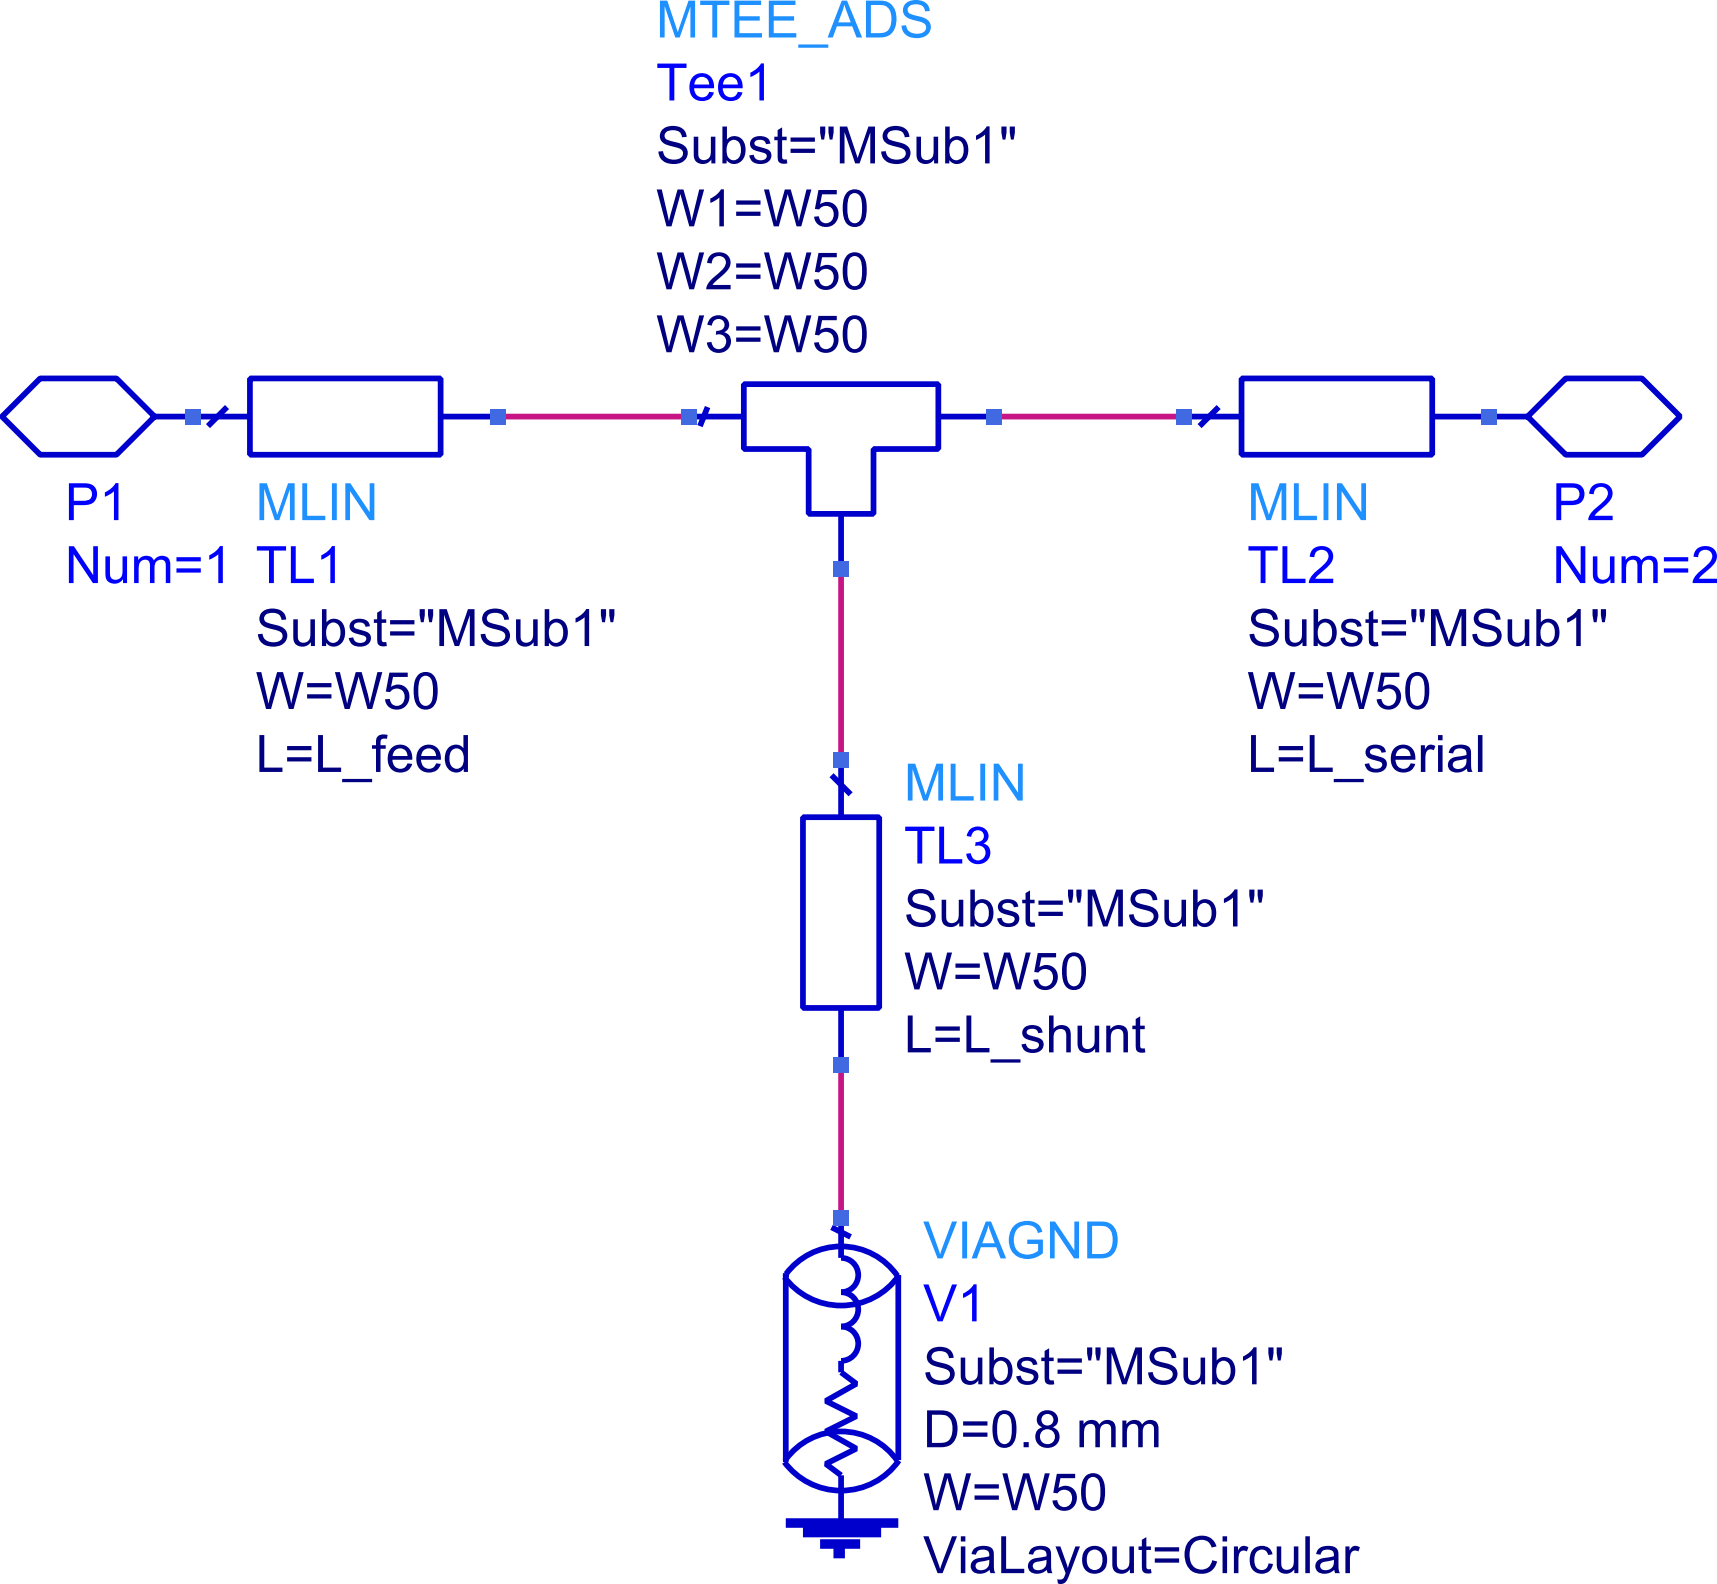 MTEE_ADS
Tee1
Subst="MSub1"
W1=W50
W2=W50
W3=W50
P1
Num=1
MLIN
TL1
Subst="MSub1"
W=W50
L=L_feed
MLIN
TL2
Subst="MSub1"
W=W50
L=L_serial
P2
Num=2
MLIN
TL3
Subst="MSub1"
W=W50
L=L_shunt
VIAGND
V1
Subst="MSub1"
D=0.8 mm
W=W50
ViaLayout=Circular